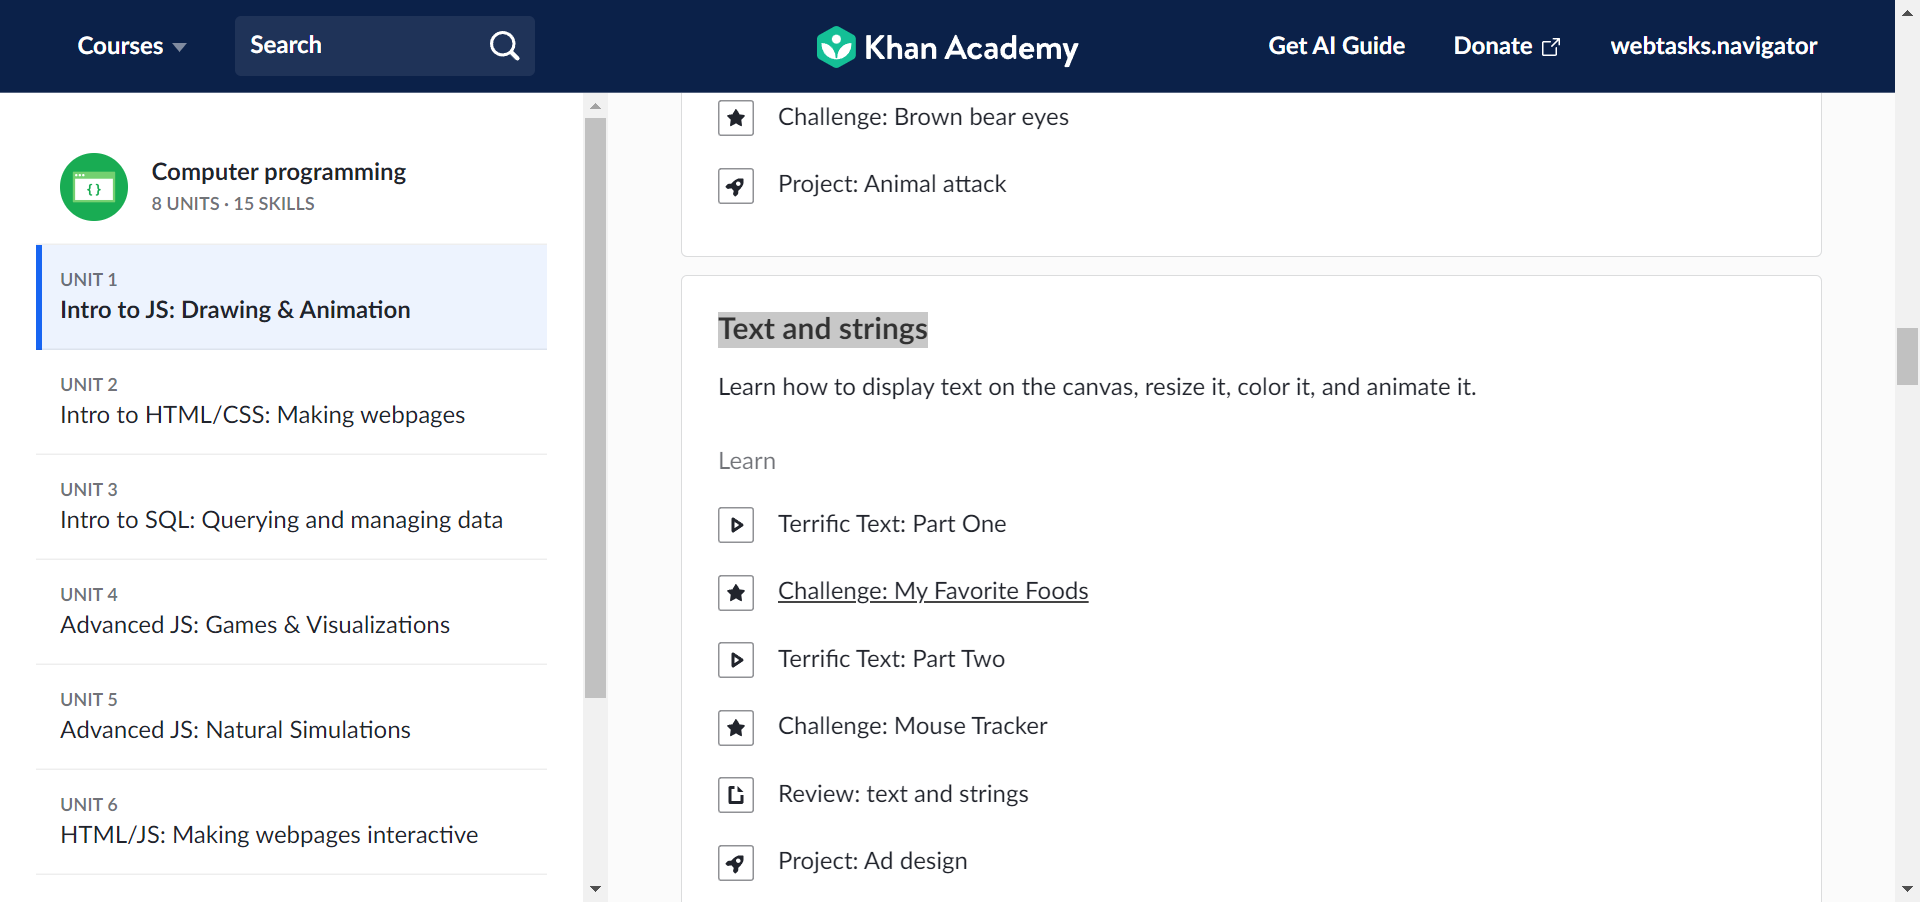 Courses
Search
Khan Academy
Get AI Guide
Donate
webtasks.navigator
Computer programming
8 UNITS · 15 SKILLS
UNIT 1
Intro to JS: Drawing & Animation
UNIT 2
Intro to HTML/CSS: Making webpages
UNIT 3
Intro to SQL: Querying and managing data
UNIT 4
Advanced JS: Games & Visualizations
UNIT 5
Advanced JS: Natural Simulations
UNIT 6
HTML/JS: Making webpages interactive
Challenge: Brown bear eyes
Project: Animal attack
Text and strings
Learn how to display text on the canvas, resize it, color it, and animate it.
Learn
Terrific Text: Part One
Challenge: My Favorite Foods
Terrific Text: Part Two
Challenge: Mouse Tracker
Review: text and strings
Project: Ad design